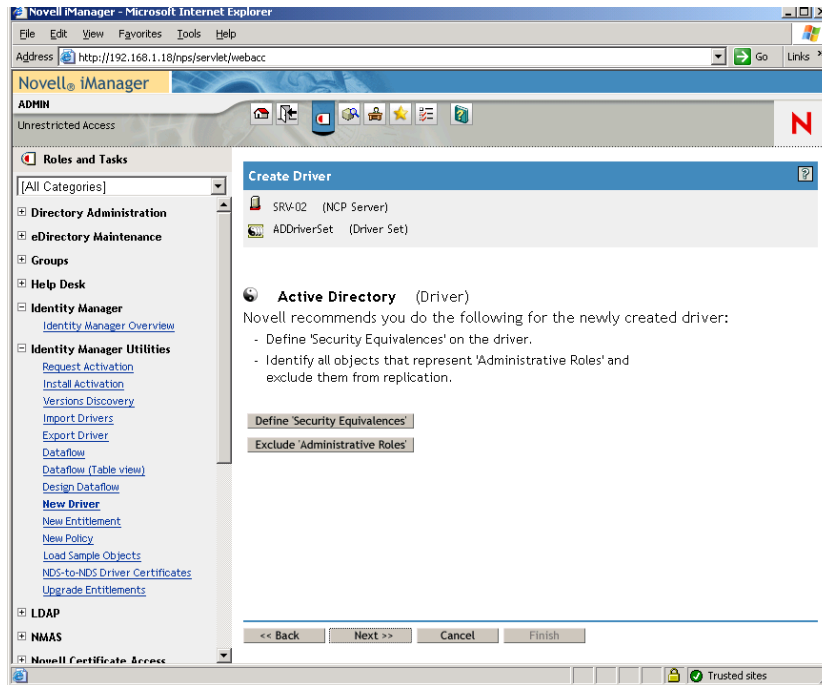 Novell iManager - Microsoft Internet Explorer
File Edit View Favorites Tools Help
Address http://192.168.1.18/nps/servlet/webacc Go Links »
Novell® iManager
ADMIN
Unrestricted Access
N
Roles and Tasks
[All Categories]
Directory Administration
eDirectory Maintenance
Groups
Help Desk
Identity Manager
Identity Manager Overview
Identity Manager Utilities
Request Activation
Install Activation
Versions Discovery
Import Drivers
Export Driver
Dataflow
Dataflow (Table view)
Design Dataflow
New Driver
New Entitlement
New Policy
Load Sample Objects
NDS-to-NDS Driver Certificates
Upgrade Entitlements
LDAP
NMAS
Novell Certificate Access
Create Driver ?
SRV-02 (NCP Server)
ADDriverSet (Driver Set)
Active Directory (Driver)
Novell recommends you do the following for the newly created driver:
- Define 'Security Equivalences' on the driver.
- Identify all objects that represent 'Administrative Roles' and
exclude them from replication.
Define 'Security Equivalences'
Exclude 'Administrative Roles'
<< Back Next >> Cancel Finish
Trusted sites